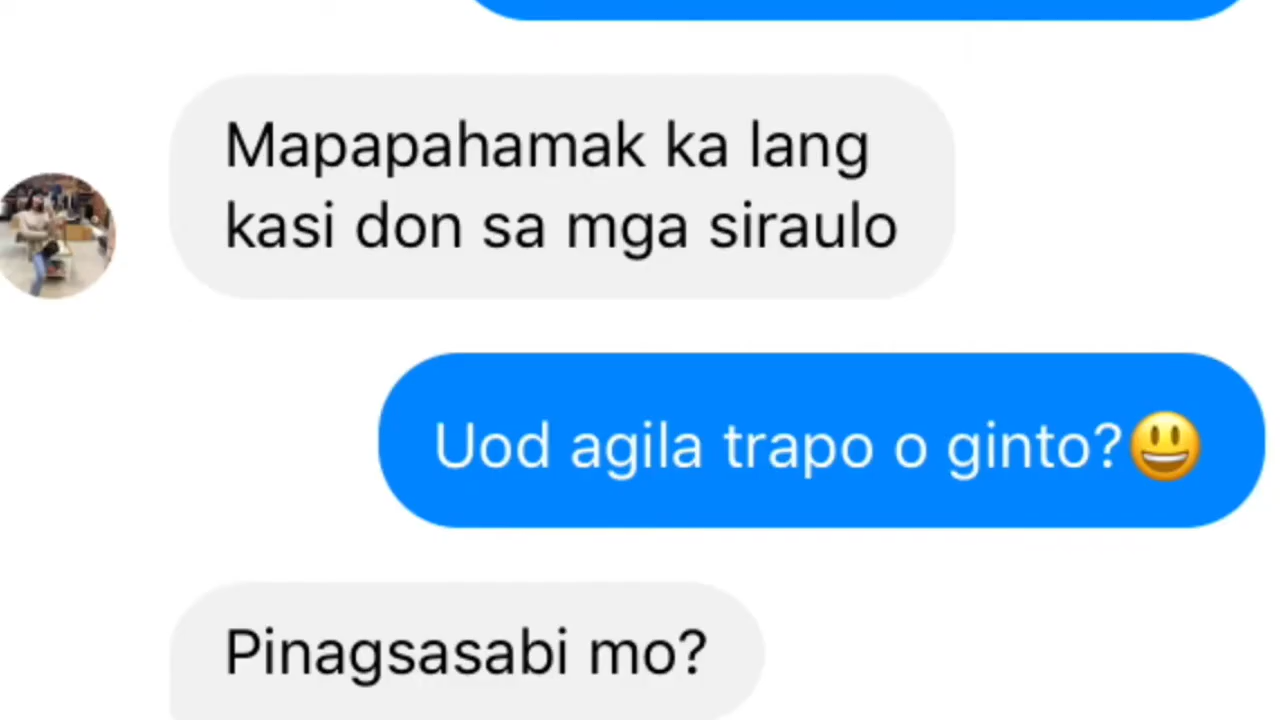 Mapapahamak ka lang
kasi don sa mga siraulo
Uod agila trapo o ginto?😃
Pinagsasabi mo?